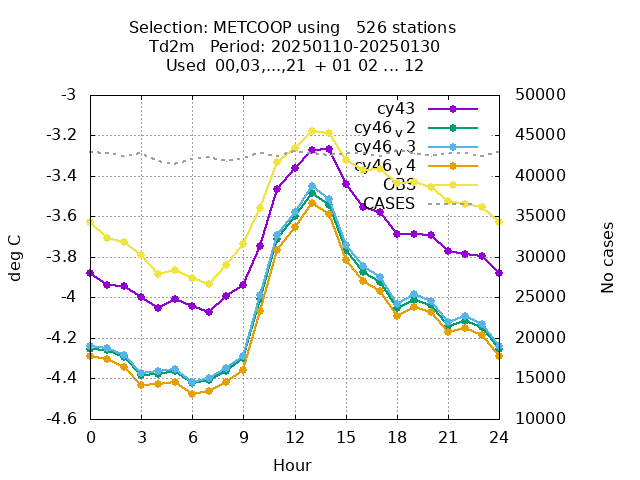 Selection: METCOOP using   526 stations
Td2m   Period: 20250110-20250130
Used  00,03,...,21  + 01 02 ... 12
-3
-3.2
-3.4
-3.6
-3.8
-4
-4.2
-4.4
-4.6
deg C
50000
45000
40000
35000
30000
25000
20000
15000
10000
No cases
cy43
cy46v2
cy46v3
cy46v4
OBS
CASES
0 3 6 9 12 15 18 21 24
Hour